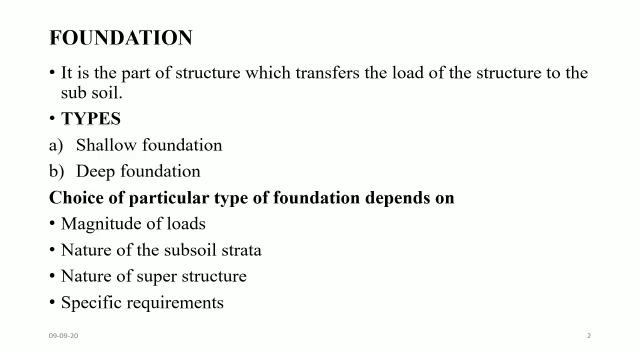 FOUNDATION
• It is the part of structure which transfers the load of the structure to the
sub soil.
• TYPES
a) Shallow foundation
b) Deep foundation
Choice of particular type of foundation depends on
• Magnitude of loads
• Nature of the subsoil strata
• Nature of super structure
• Specific requirements
09-09-20 2